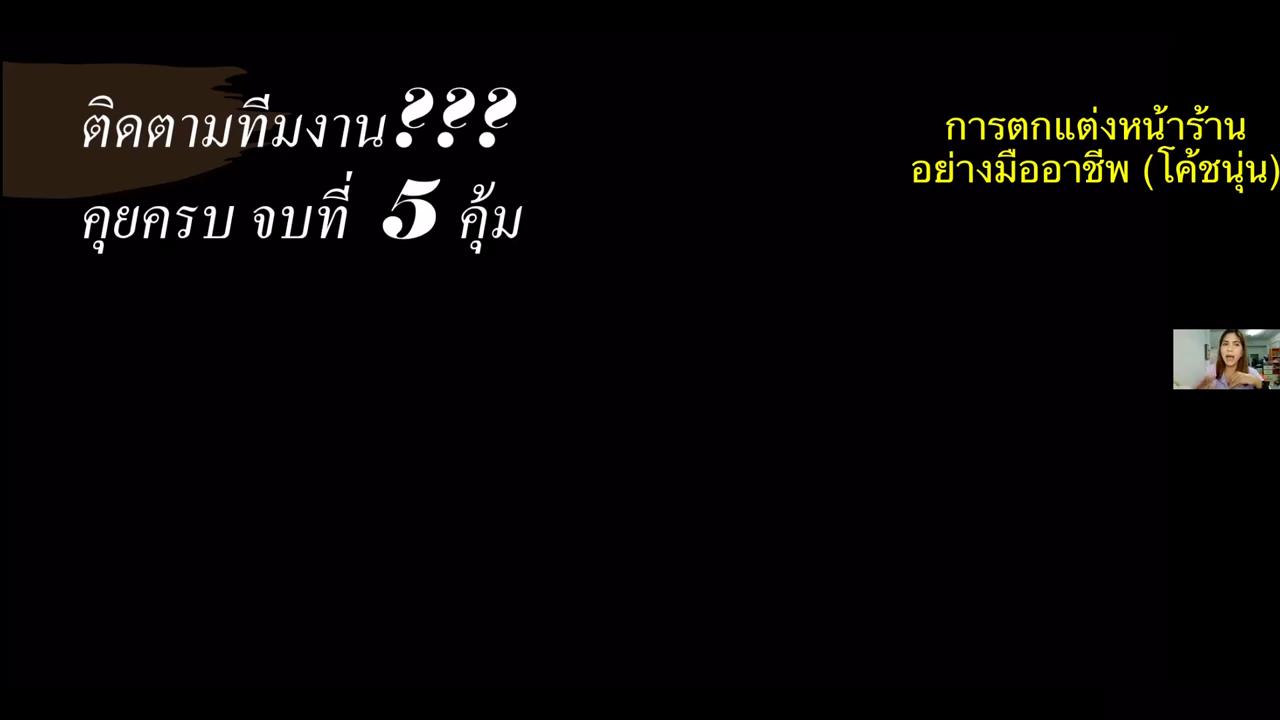 ติดตามทีมงาน???
คุยครบ จบที่ 5 คุ้ม
การตกแต่งหน้าร้าน
อย่างมืออาชีพ (โค้ชนุ่น)